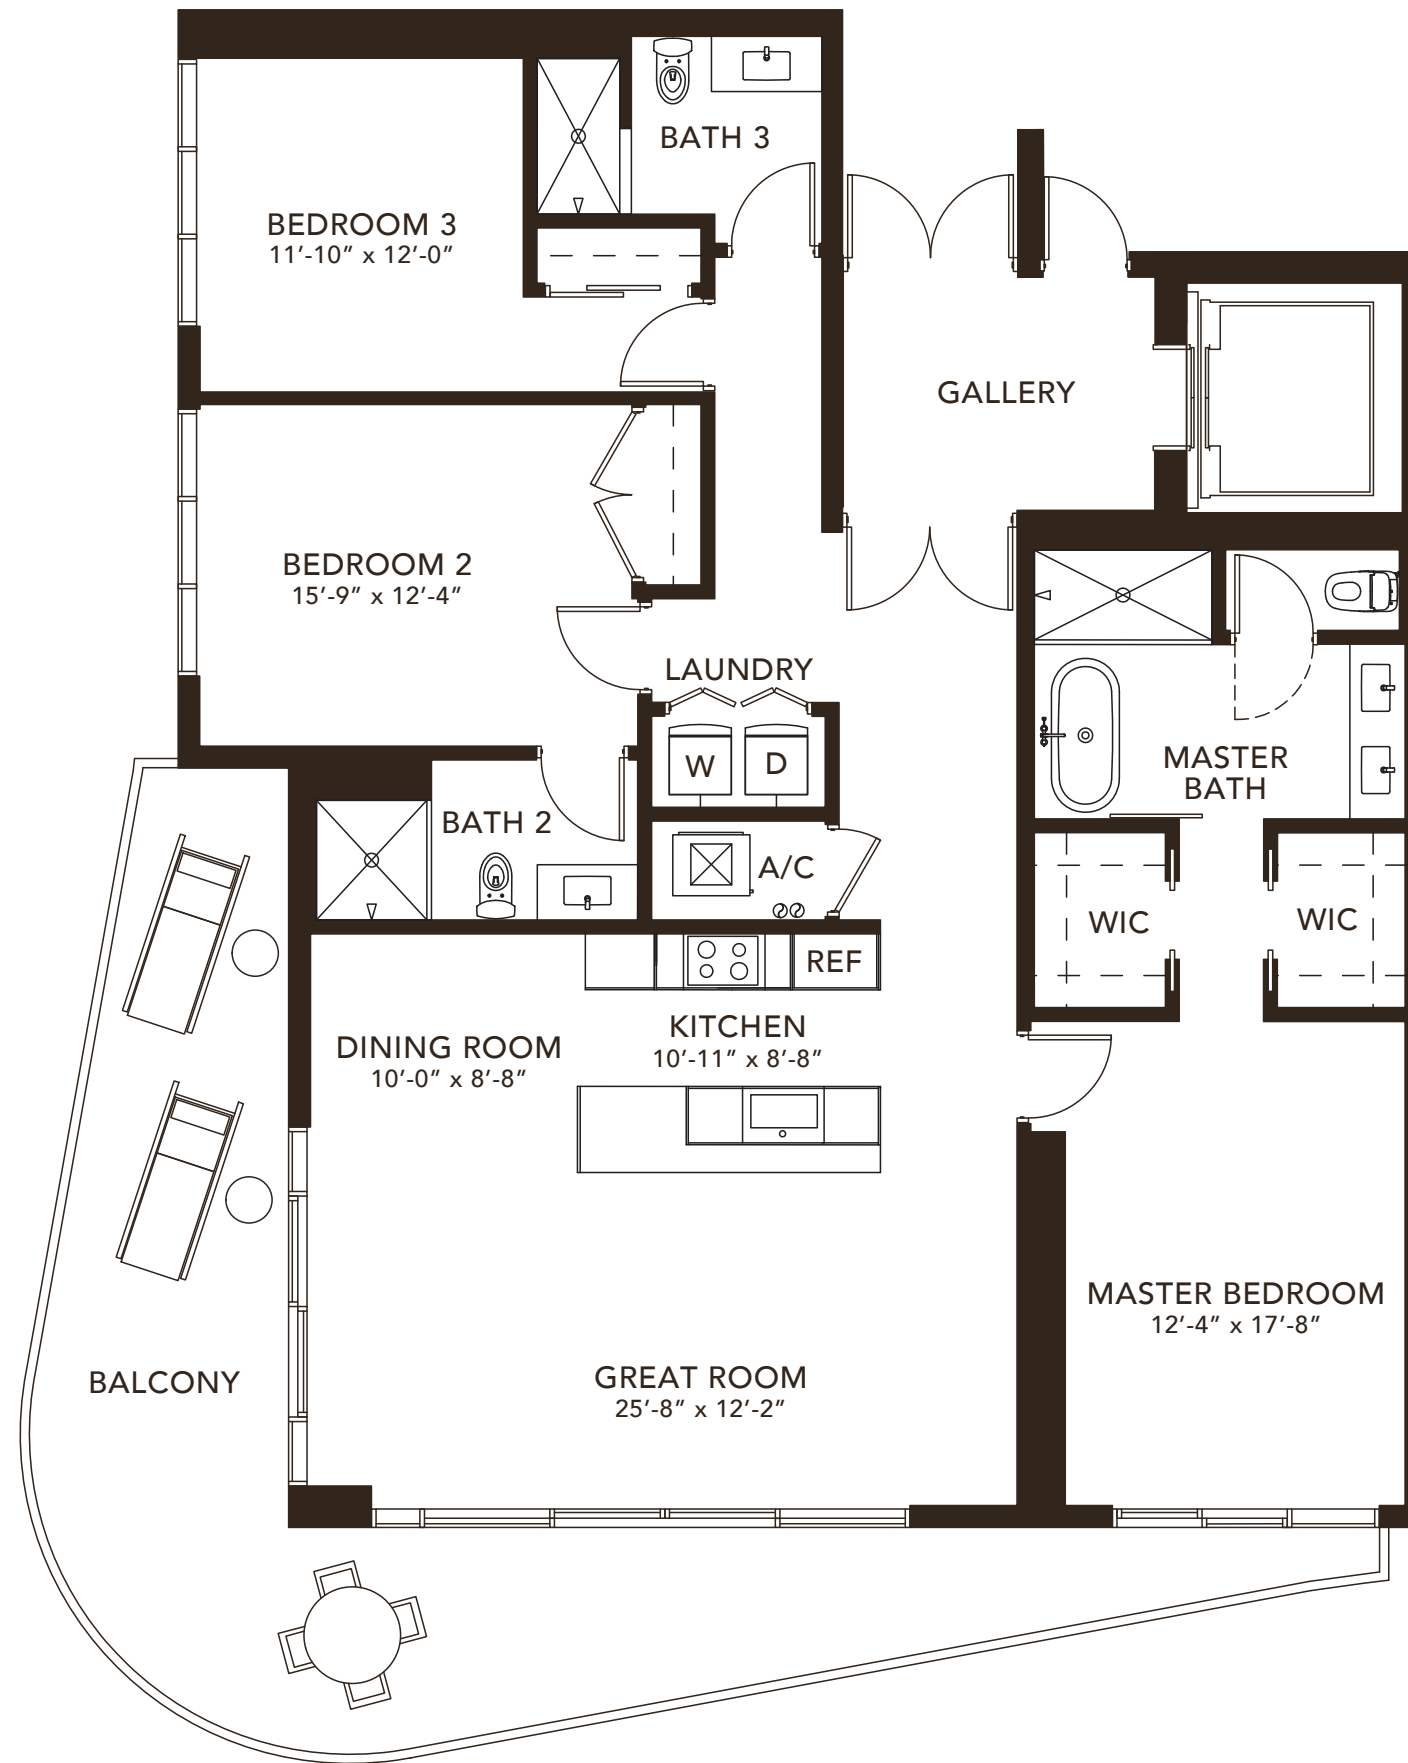 BATH 3
BEDROOM 3
11′-10″ x 12′-0″
GALLERY
BEDROOM 2
15′-9″ x 12′-4″
LAUNDRY
W
D
MASTER
BATH
BATH 2
A/C
WIC
WIC
REF
KITCHEN
10′-11″ x 8′-8″
DINING ROOM
10′-0″ x 8′-8″
MASTER BEDROOM
12′-4″ x 17′-8″
GREAT ROOM
25′-8″ x 12′-2″
BALCONY